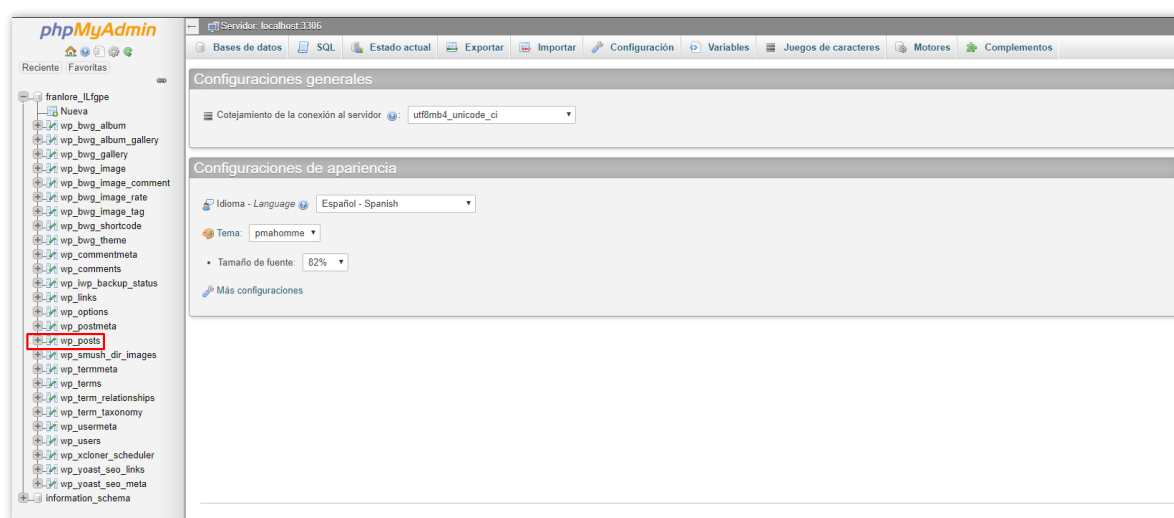 phpMyAdmin
Reciente Favoritas
franlore_ILfgpe
Nueva
wp_bwg_album
wp_bwg_album_gallery
wp_bwg_gallery
wp_bwg_image
wp_bwg_image_comment
wp_bwg_image_rate
wp_bwg_image_tag
wp_bwg_shortcode
wp_bwg_theme
wp_commentmeta
wp_comments
wp_iwp_backup_status
wp_links
wp_options
wp_postmeta
wp_posts
wp_smush_dir_images
wp_termmeta
wp_terms
wp_term_relationships
wp_term_taxonomy
wp_usermeta
wp_users
wp_xcloner_scheduler
wp_yoast_seo_links
wp_yoast_seo_meta
information_schema
Servidor: localhost:3306
Bases de datos SQL Estado actual Exportar Importar Configuración Variables Juegos de caracteres Motores Complementos
Configuraciones generales
Cotejamiento de la conexión al servidor : utf8mb4_unicode_ci
Configuraciones de apariencia
Idioma - Language Español - Spanish
Tema: pmahomme
Tamaño de fuente: 82%
Más configuraciones